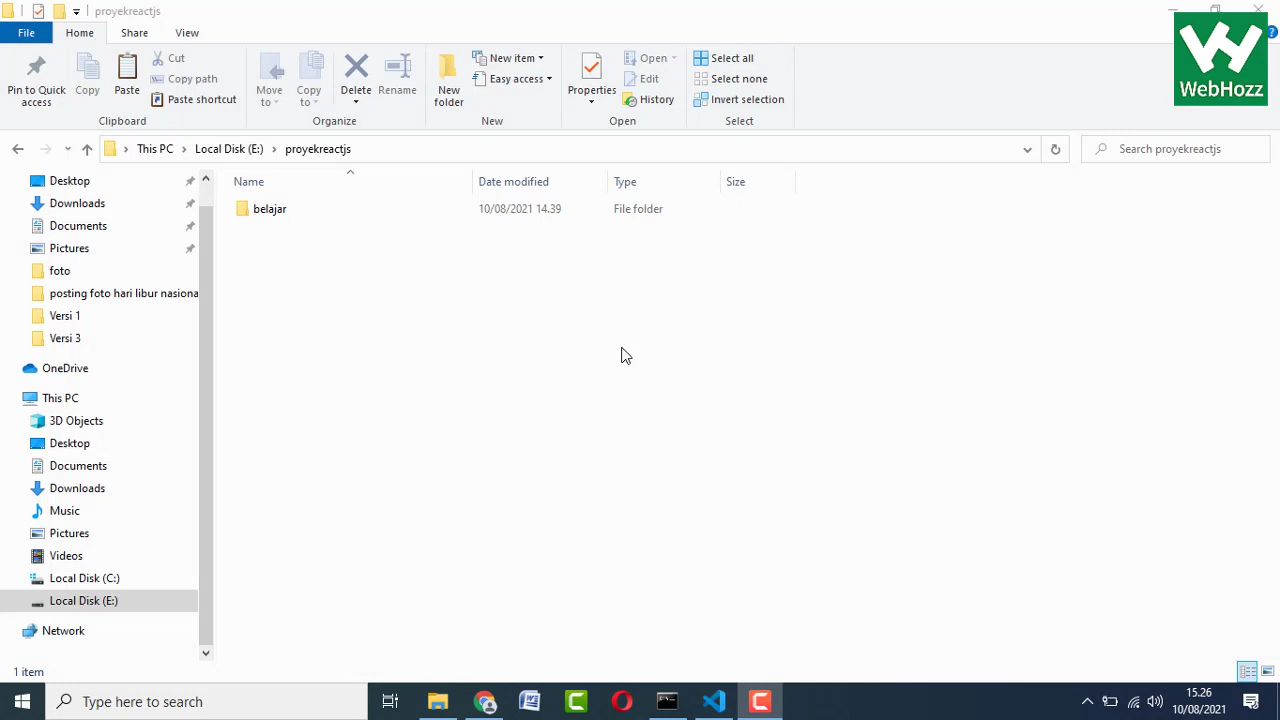 proyekreactjs
File Home Share View
Pin to Quick access
Copy
Paste
Cut
Copy path
Paste shortcut
Clipboard
Move to
Copy to
Delete
Rename
Organize
New folder
New item
Easy access
New
Properties
Open
Edit
History
Open
Select all
Select none
Invert selection
Select
WebHozz
This PC Local Disk (E:) proyekreactjs
Search proyekreactjs
Name Date modified Type Size
belajar 10/08/2021 14.39 File folder
Desktop
Downloads
Documents
Pictures
foto
posting foto hari libur nasiona
Versi 1
Versi 3
OneDrive
This PC
3D Objects
Desktop
Documents
Downloads
Music
Pictures
Videos
Local Disk (C:)
Local Disk (E:)
Network
1 item
Type here to search
15.26
10/08/2021